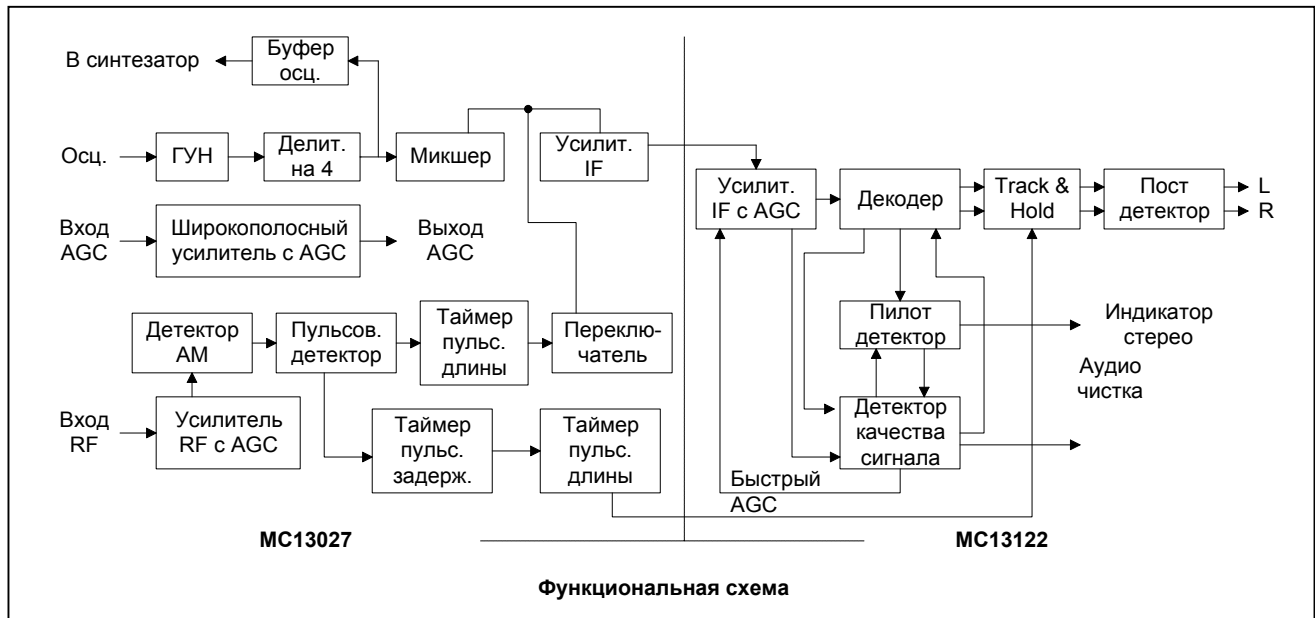 В синтезатор
Буфер
осц.
Осц.
ГУН
Делит.
на 4
Микшер
Усилит.
IF
Усилит.
IF с AGC
Декодер
Track &
Hold
Пост
детектор
L
R
Вход
AGC
Широкополосный
усилитель с AGC
Выход
AGC
Детектор
АМ
Пульсов.
детектор
Таймер
пульс.
длины
Переклю-
чатель
Пилот
детектор
Индикатор
стерео
Аудио
чистка
Вход
RF
Усилитель
RF с AGC
Таймер
пульс.
задерж.
Таймер
пульс.
длины
Детектор
качества
сигнала
Быстрый
AGC
MC13027
MC13122
Функциональная схема